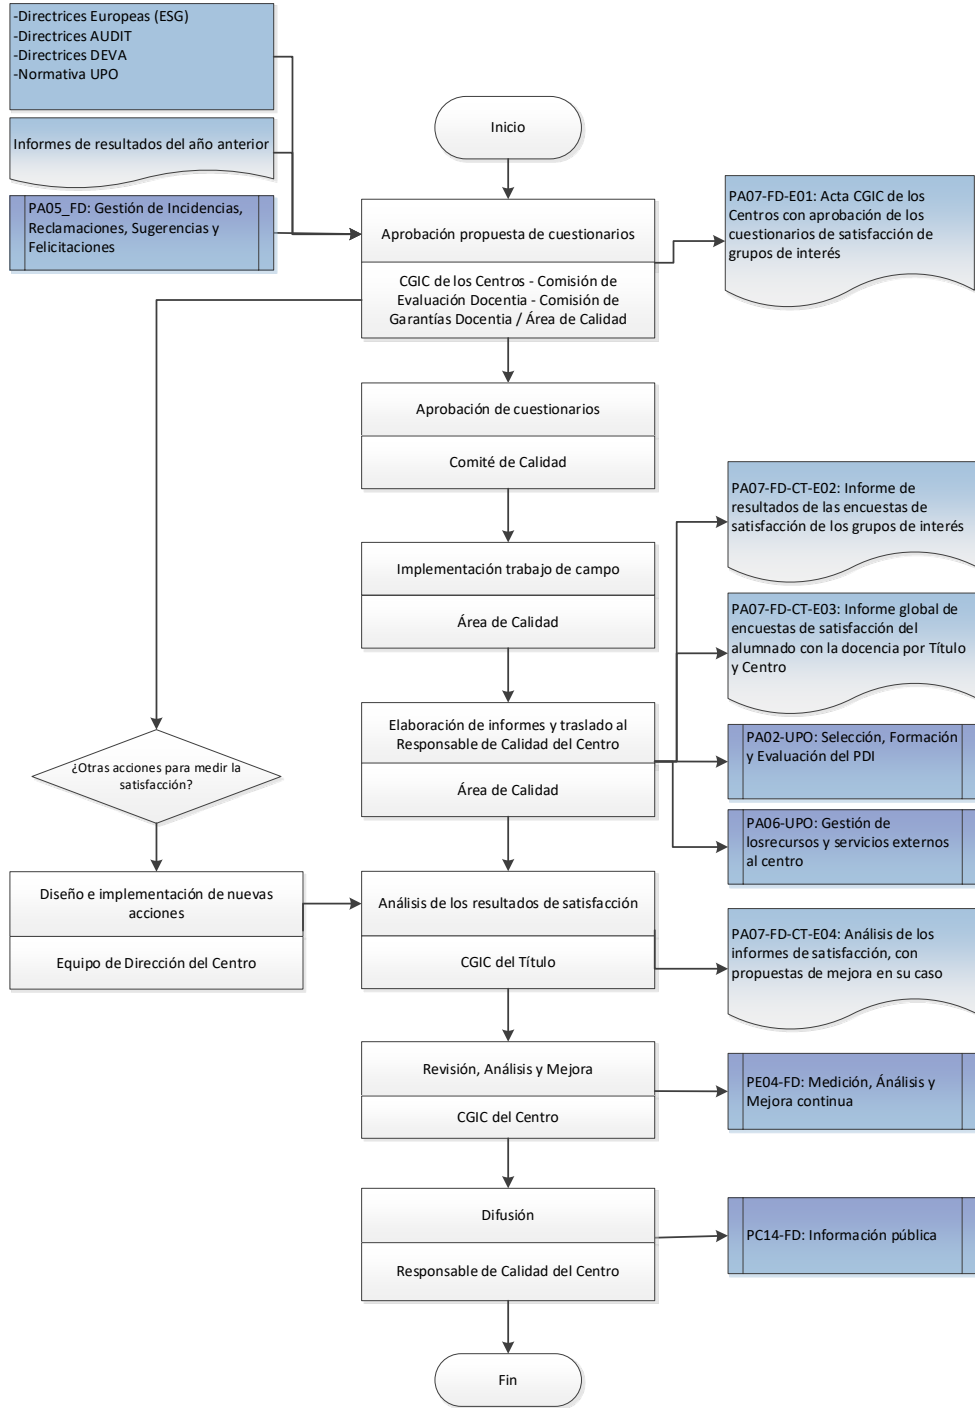 -Directrices Europeas (ESG)
-Directrices AUDIT
-Directrices DEVA
-Normativa UPO
Informes de resultados del año anterior
PA05_FD: Gestión de Incidencias,
Reclamaciones, Sugerencias y
Felicitaciones
Inicio
Aprobación propuesta de cuestionarios
CGIC de los Centros - Comisión de
Evaluación Docentia - Comisión de
Garantías Docentia / Área de Calidad
PA07-FD-E01: Acta CGIC de los
Centros con aprobación de los
cuestionarios de satisfacción de
grupos de interés
Aprobación de cuestionarios
Comité de Calidad
Implementación trabajo de campo
Área de Calidad
PA07-FD-CT-E02: Informe de
resultados de las encuestas de
satisfacción de los grupos de interés
PA07-FD-CT-E03: Informe global de
encuestas de satisfacción del
alumnado con la docencia por Título
y Centro
Elaboración de informes y traslado al
Responsable de Calidad del Centro
Área de Calidad
PA02-UPO: Selección, Formación
y Evaluación del PDI
PA06-UPO: Gestión de
losrecursos y servicios externos
al centro
¿Otras acciones para medir la
satisfacción?
Diseño e implementación de nuevas
acciones
Equipo de Dirección del Centro
Análisis de los resultados de satisfacción
CGIC del Título
PA07-FD-CT-E04: Análisis de los
informes de satisfacción, con
propuestas de mejora en su caso
Revisión, Análisis y Mejora
CGIC del Centro
PE04-FD: Medición, Ánálisis y
Mejora continua
Difusión
Responsable de Calidad del Centro
PC14-FD: Información pública
Fin